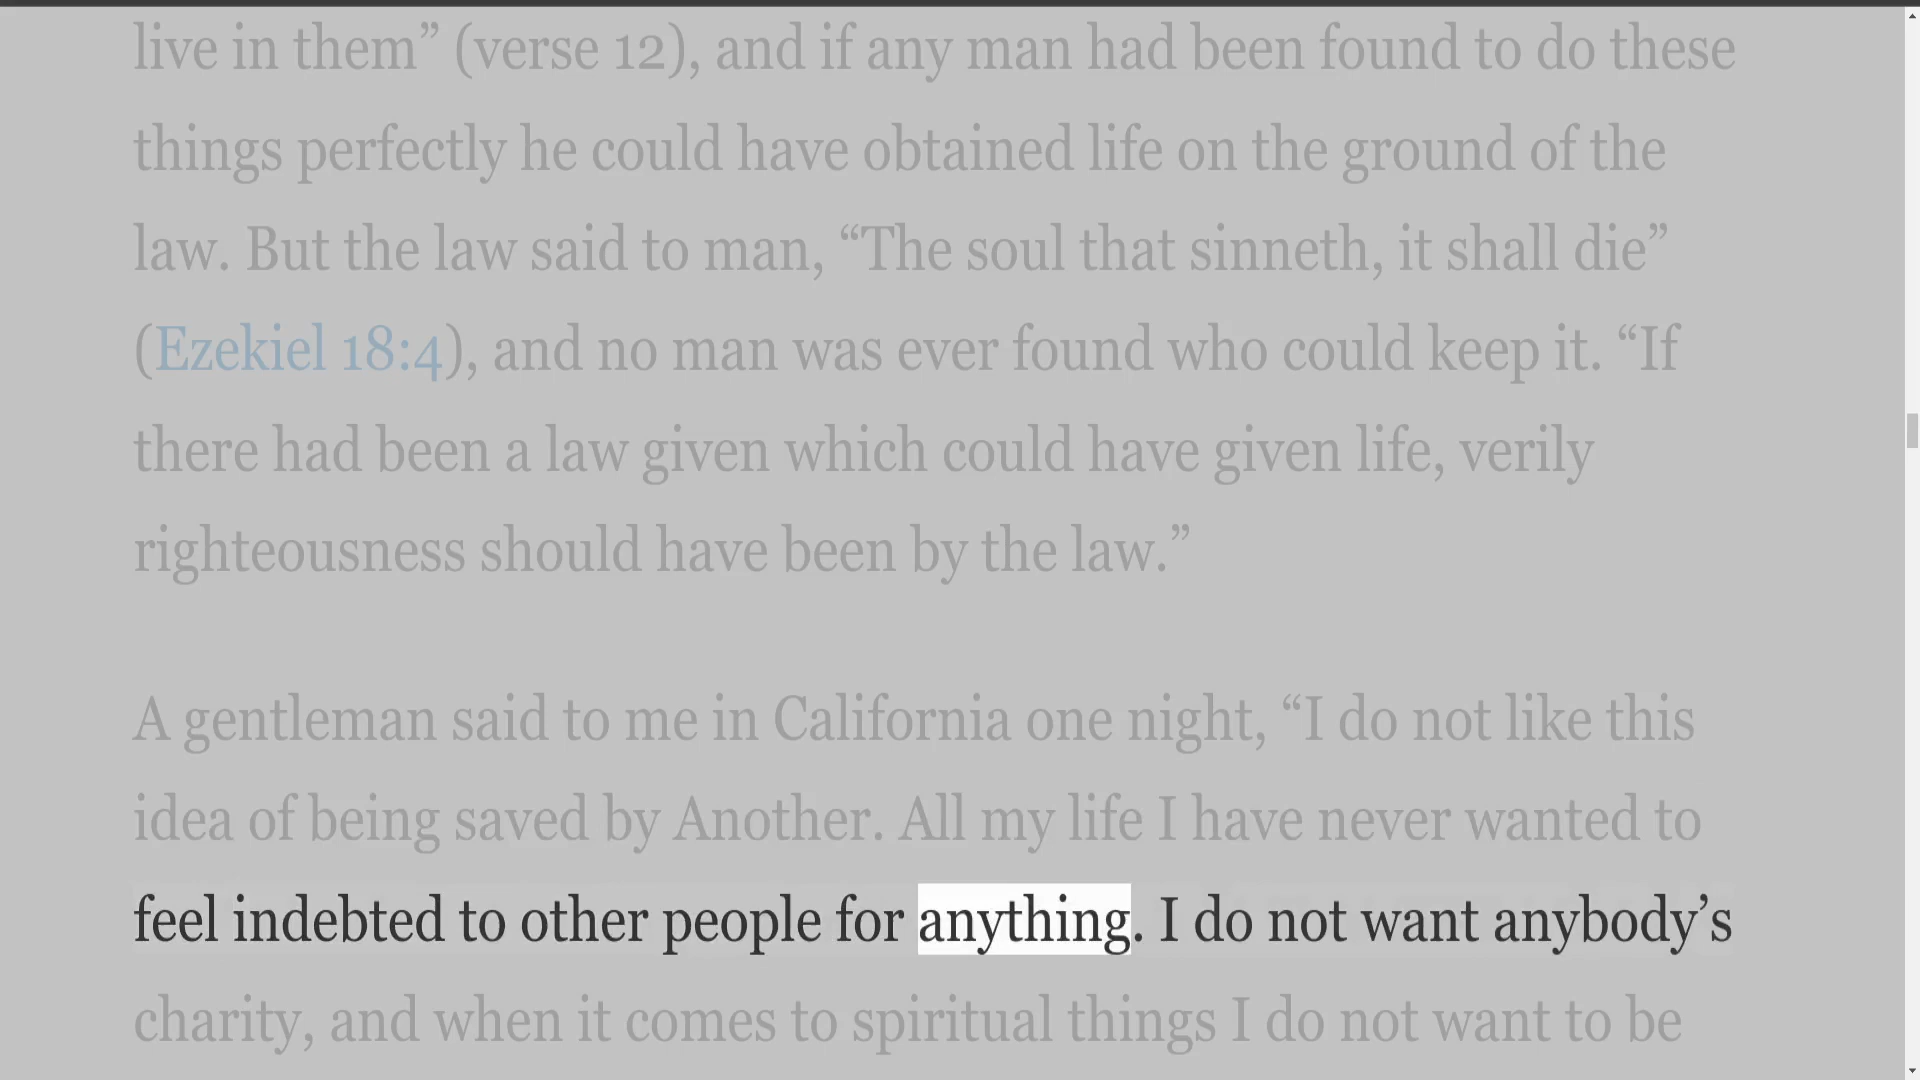 live in them” (verse 12), and if any man had been found to do these
things perfectly he could have obtained life on the ground of the
law. But the law said to man, “The soul that sinneth, it shall die”
(Ezekiel 18:4), and no man was ever found who could keep it. “If
there had been a law given which could have given life, verily
righteousness should have been by the law.”
A gentleman said to me in California one night, “I do not like this
idea of being saved by Another. All my life I have never wanted to
feel indebted to other people for anything. I do not want anybody’s
charity, and when it comes to spiritual things I do not want to be